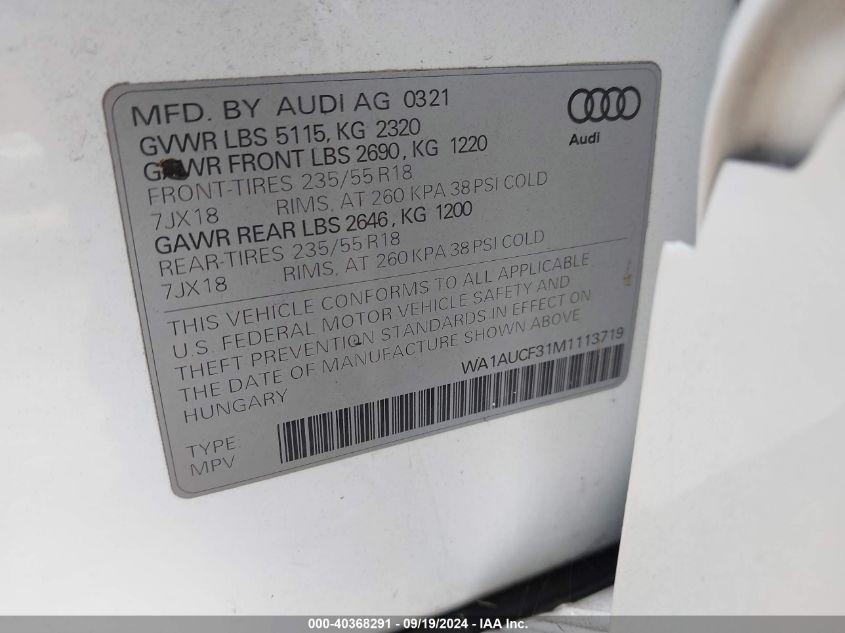 MFD. BY AUDI AG 0321
Audi
GVWR LBS 5115, KG 2320
G WR FRONT LBS 2690, KG 1220
FRONT-TIRES 235/55 R18
7JX18 RIMS, AT 260 KPA 38 PSI COLD
GAWR REAR LBS 2646, KG 1200
REAR-TIRES 235/55 R18
7JX18 RIMS, AT 260 KPA 38 PSI COLD
THIS VEHICLE CONFORMS TO ALL APPLICABLE
U.S. FEDERAL MOTOR VEHICLE SAFETY AND
THEFT PREVENTION STANDARDS IN EFFECT ON
THE DATE OF MANUFACTURE SHOWN ABOVE
HUNGARY
WA1AUCF31M1113719
TYPE:
MPV
000-40368291 - 09/19/2024 - IAA Inc.